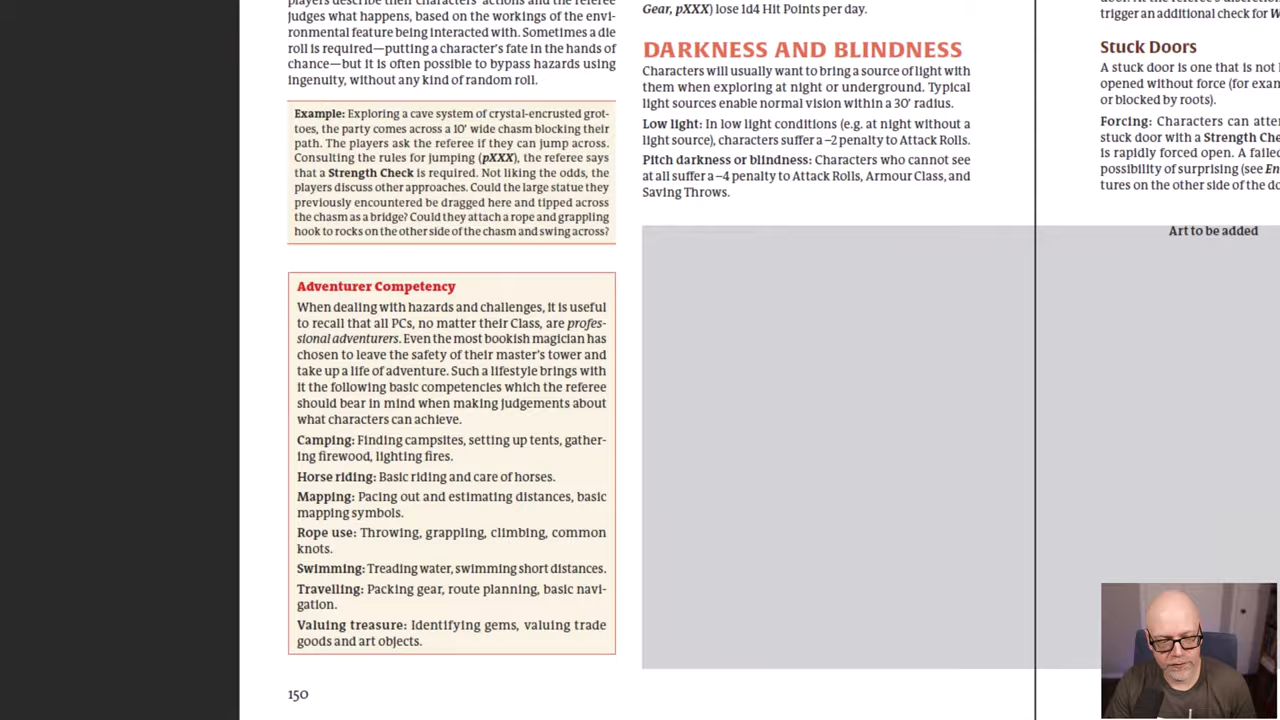 players describe their characters' actions and the referee
judges what happens, based on the workings of the envi-
ronmental feature being interacted with. Sometimes a die
roll is required—putting a character's fate in the hands of
chance—but it is often possible to bypass hazards using
ingenuity, without any kind of random roll.
Example: Exploring a cave system of crystal-encrusted grot-
toes, the party comes across a 10′ wide chasm blocking their
path. The players ask the referee if they can jump across.
Consulting the rules for jumping (pXXX), the referee says
that a Strength Check is required. Not liking the odds, the
players discuss other approaches. Could the large statue they
previously encountered be dragged here and tipped across
the chasm as a bridge? Could they attach a rope and grappling
hook to rocks on the other side of the chasm and swing across?
Adventurer Competency
When dealing with hazards and challenges, it is useful
to recall that all PCs, no matter their Class, are profes-
sional adventurers. Even the most bookish magician has
chosen to leave the safety of their master's tower and
take up a life of adventure. Such a lifestyle brings with
it the following basic competencies which the referee
should bear in mind when making judgements about
what characters can achieve.
Camping: Finding campsites, setting up tents, gather-
ing firewood, lighting fires.
Horse riding: Basic riding and care of horses.
Mapping: Pacing out and estimating distances, basic
mapping symbols.
Rope use: Throwing, grappling, climbing, common
knots.
Swimming: Treading water, swimming short distances.
Travelling: Packing gear, route planning, basic navi-
gation.
Valuing treasure: Identifying gems, valuing trade
goods and art objects.
150
Gear, pXXX) lose 1d4 Hit Points per day.
DARKNESS AND BLINDNESS
Characters will usually want to bring a source of light with
them when exploring at night or underground. Typical
light sources enable normal vision within a 30′ radius.
Low light: In low light conditions (e.g. at night without a
light source), characters suffer a –2 penalty to Attack Rolls.
Pitch darkness or blindness: Characters who cannot see
at all suffer a –4 penalty to Attack Rolls, Armour Class, and
Saving Throws.
Art to be added
trigger an additional check for W
Stuck Doors
A stuck door is one that is not
opened without force (for exa
or blocked by roots).
Forcing: Characters can atte
stuck door with a Strength Che
is rapidly forced open. A failed
possibility of surprising (see En
tures on the other side of the do